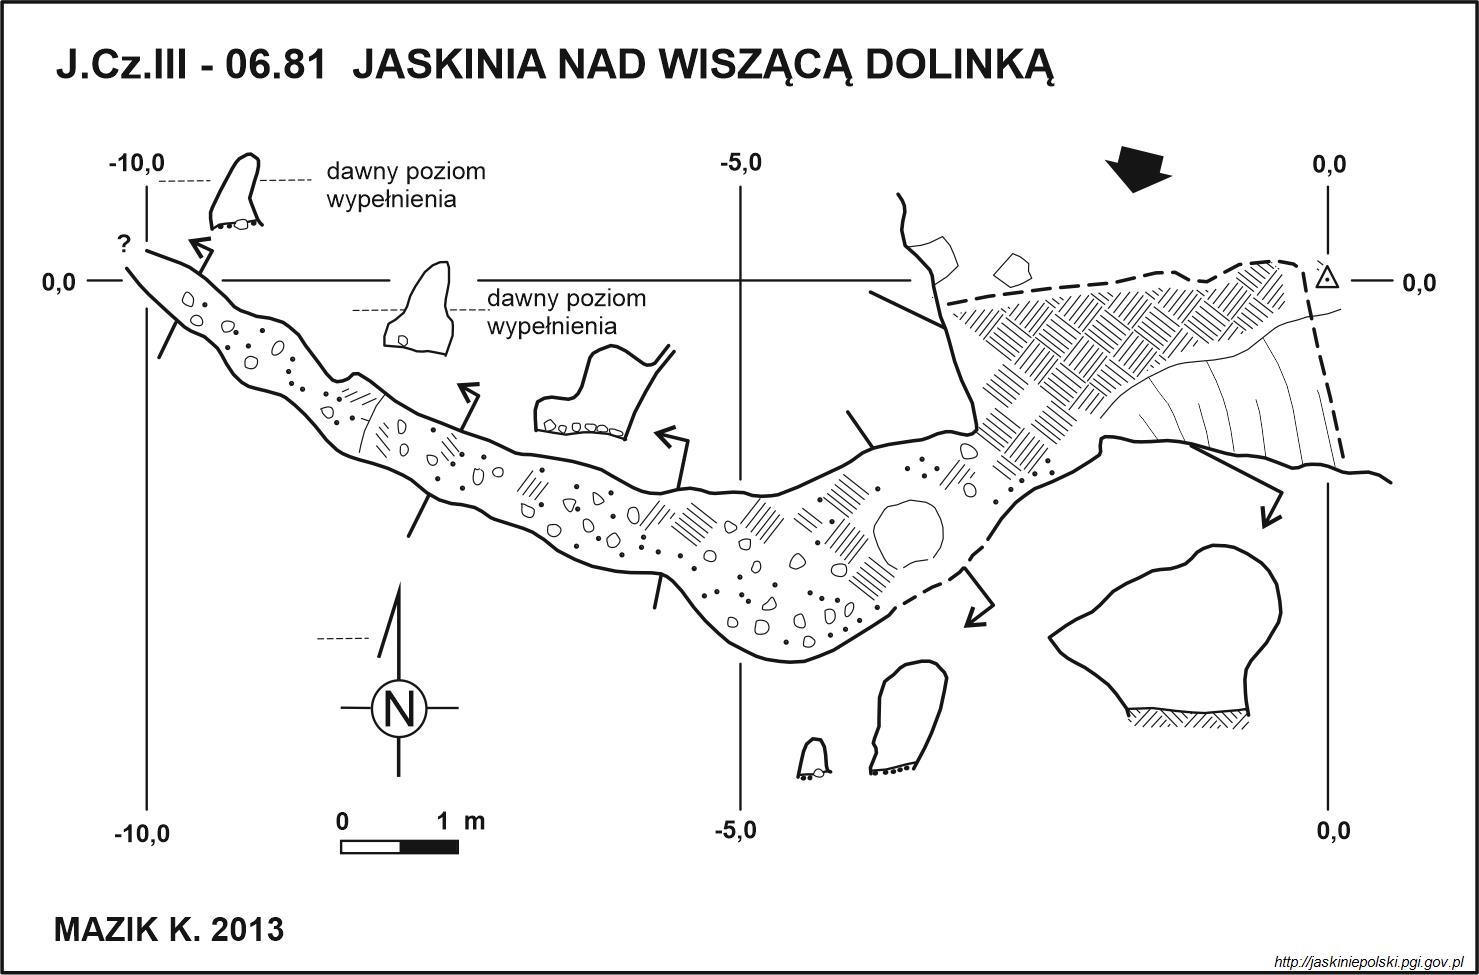 J.Cz.III - 06.81 JASKINIA NAD WISZĄCĄ DOLINKĄ
-10,0
-5,0
0,0
dawny poziom
wypełnienia
?
0,0
0,0
dawny poziom
wypełnienia
N
0 1 m
-10,0
-5,0
0,0
MAZIK K. 2013
http://jaskiniepolski.pgi.gov.pl